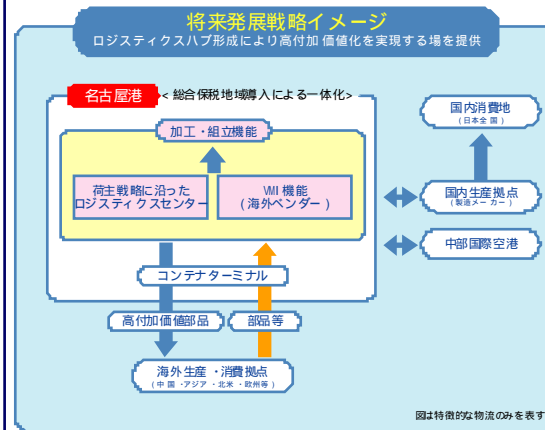 将来発展戦略イメージ
ロジスティクスハブ形成により高付加価値化を実現する場を提供
名古屋港
<総合保税地域導入による一体化>
加工・組立機能
荷主戦略に沿った
ロジスティクスセンター
VMI機能
(海外ベンダー)
コンテナターミナル
高付加価値部品
部品等
海外生産・消費拠点
(中国・アジア・北米・欧州等)
国内消費地
(日本全国)
国内生産拠点
(製造メーカー)
中部国際空港
図は特徴的な物流のみを表す